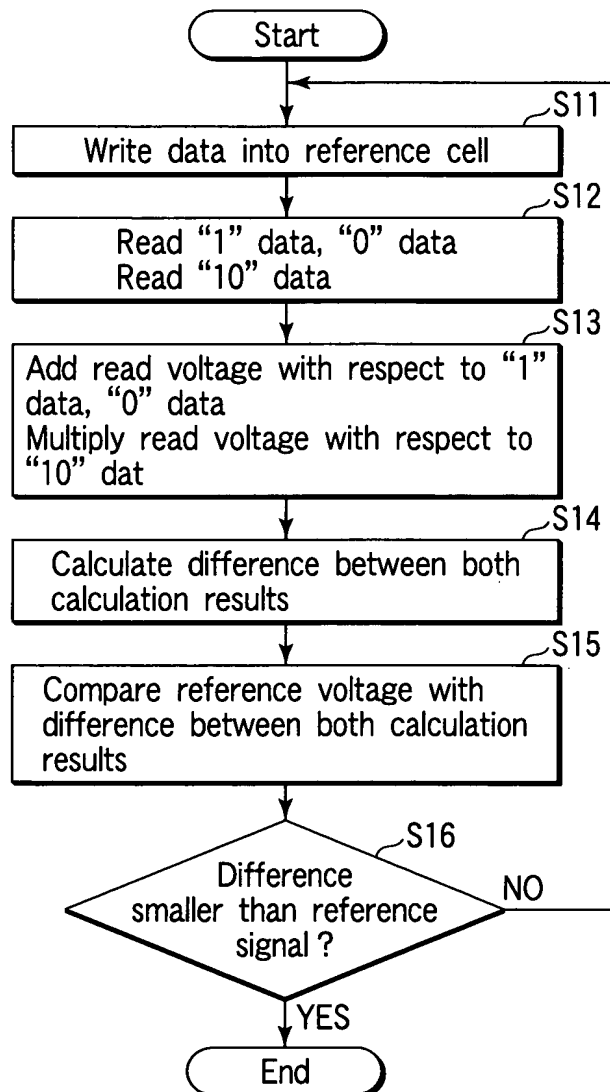 Start
S11
Write data into reference cell
S12
Read “1” data, “0” data
Read “10” data
S13
Add read voltage with respect to “1”
data, “0” data
Multiply read voltage with respect to
“10” dat
S14
Calculate difference between both
calculation results
S15
Compare reference voltage with
difference between both calculation
results
S16
Difference
smaller than reference
signal ?
NO
YES
End